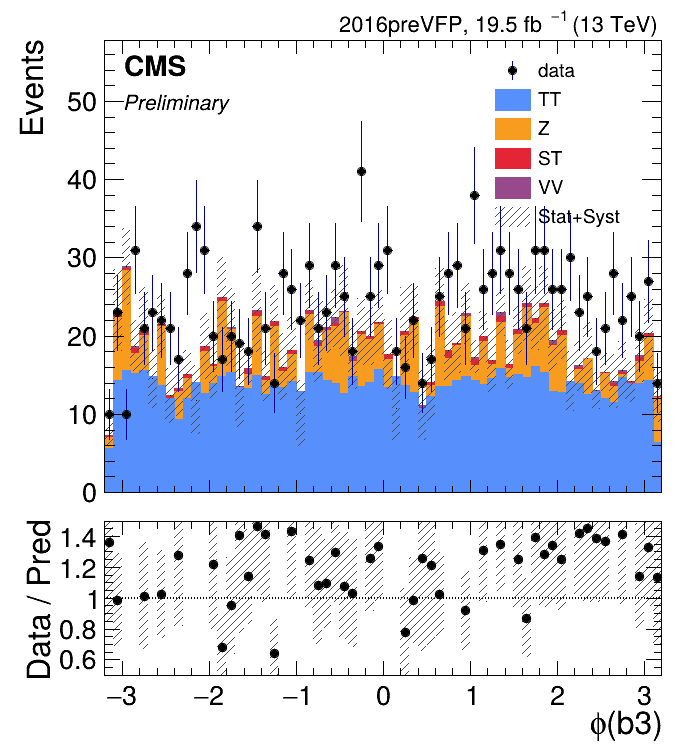 2016preVFP, 19.5 fb⁻¹ (13 TeV)
Events
CMS
Preliminary
data
TT
Z
ST
VV
Stat+Syst
50
40
30
20
10
0
Data / Pred
1.4
1.2
1
0.8
0.6
−3 −2 −1 0 1 2 3
ϕ(b3)